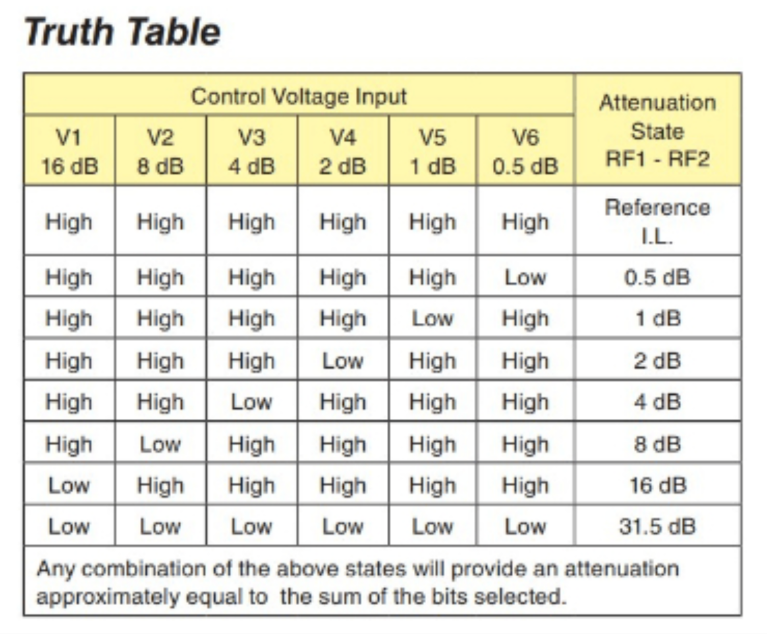 Truth Table
Control Voltage Input
Attenuation
State
RF1 - RF2
V1 V2 V3 V4 V5 V6
16 dB 8 dB 4 dB 2 dB 1 dB 0.5 dB
High High High High High High Reference
I.L.
High High High High High Low 0.5 dB
High High High High Low High 1 dB
High High High Low High High 2 dB
High High Low High High High 4 dB
High Low High High High High 8 dB
Low High High High High High 16 dB
Low Low Low Low Low Low 31.5 dB
Any combination of the above states will provide an attenuation
approximately equal to the sum of the bits selected.